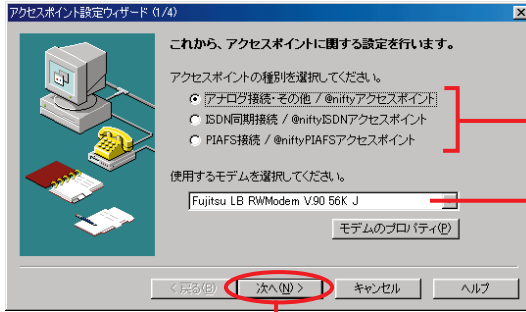 アクセスポイント設定ウィザード (1/4)
これから、アクセスポイントに関する設定を行います。
アクセスポイントの種別を選択してください。
アナログ接続・その他 / @niftyアクセスポイント
ISDN同期接続 / @niftyISDNアクセスポイント
PIAFS接続 / @niftyPIAFSアクセスポイント
使用するモデムを選択してください。
Fujitsu LB RWModem V.90 56K J
モデムのプロパティ(P)
< 戻る(B) 次へ(N) > キャンセル ヘルプ